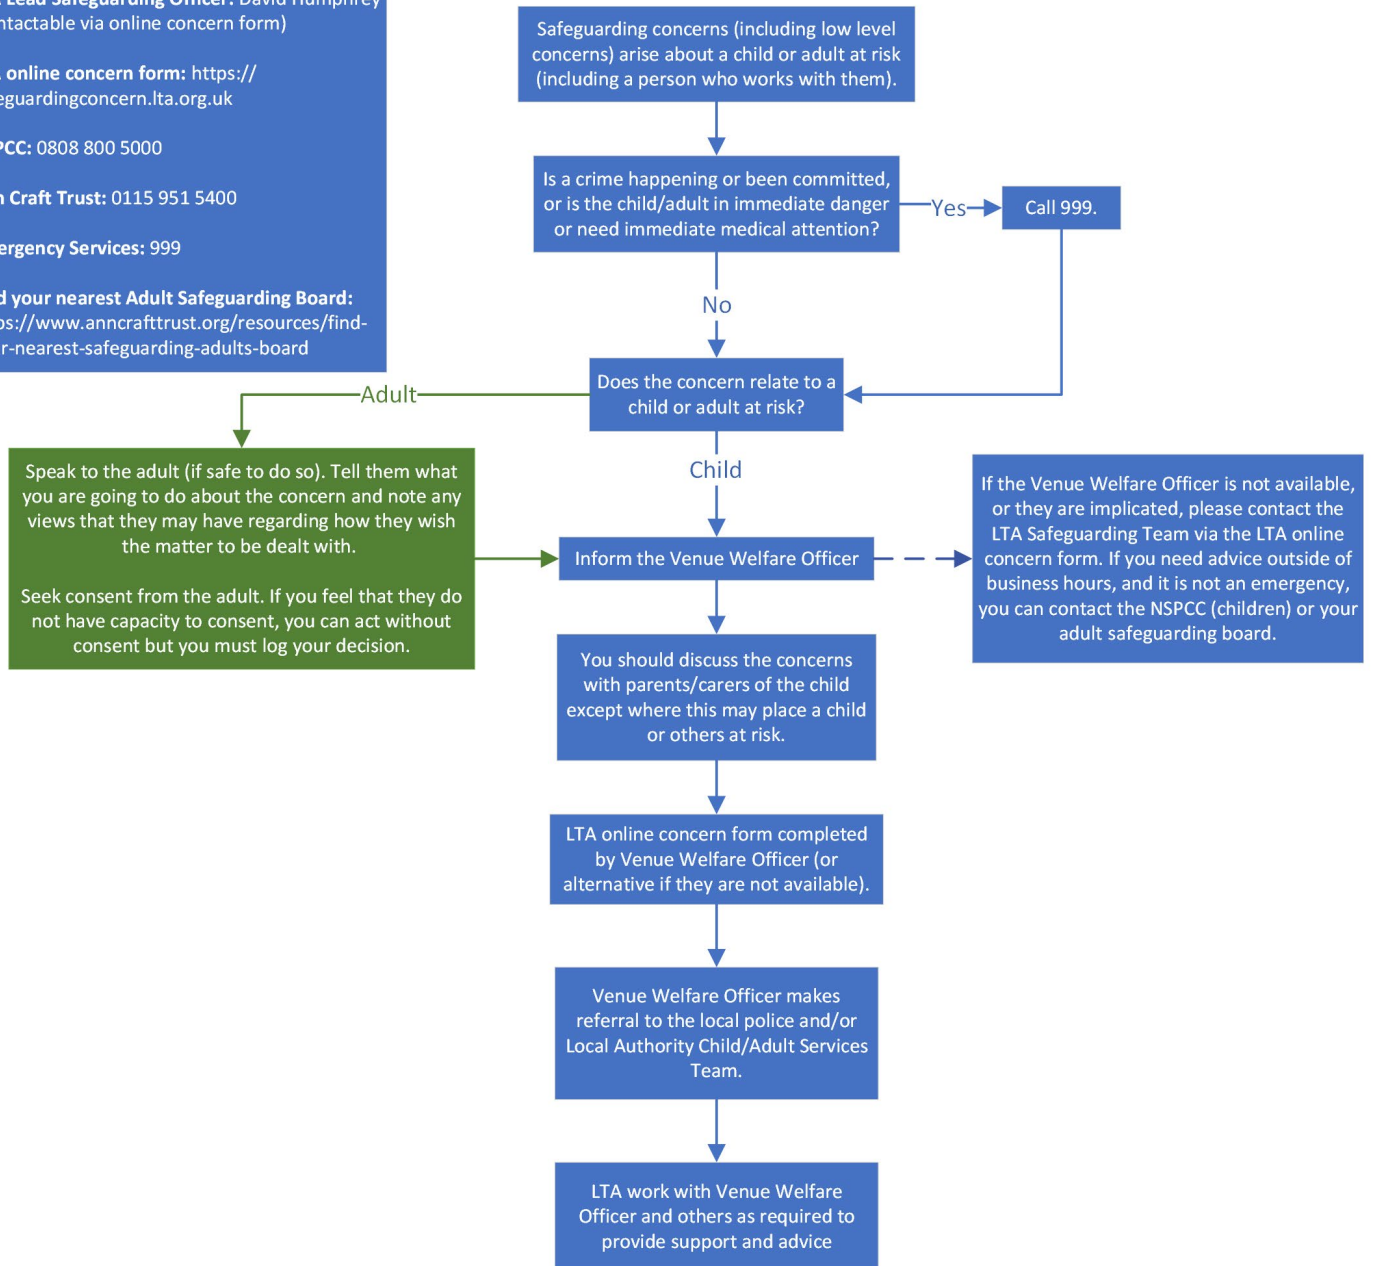 Lead Safeguarding Officer: David Humphrey
ntactable via online concern form)
online concern form: https://
eguardingconcern.lta.org.uk
PCC: 0808 800 5000
n Craft Trust: 0115 951 5400
ergency Services: 999
d your nearest Adult Safeguarding Board:
ps://www.anncrafttrust.org/resources/find-
r-nearest-safeguarding-adults-board
Safeguarding concerns (including low level
concerns) arise about a child or adult at risk
(including a person who works with them).
Is a crime happening or been committed,
or is the child/adult in immediate danger
or need immediate medical attention?
Yes
Call 999.
No
Does the concern relate to a
child or adult at risk?
Adult
Child
Speak to the adult (if safe to do so). Tell them what
you are going to do about the concern and note any
views that they may have regarding how they wish
the matter to be dealt with.
Seek consent from the adult. If you feel that they do
not have capacity to consent, you can act without
consent but you must log your decision.
Inform the Venue Welfare Officer
If the Venue Welfare Officer is not available,
or they are implicated, please contact the
LTA Safeguarding Team via the LTA online
concern form. If you need advice outside of
business hours, and it is not an emergency,
you can contact the NSPCC (children) or your
adult safeguarding board.
You should discuss the concerns
with parents/carers of the child
except where this may place a child
or others at risk.
LTA online concern form completed
by Venue Welfare Officer (or
alternative if they are not available).
Venue Welfare Officer makes
referral to the local police and/or
Local Authority Child/Adult Services
Team.
LTA work with Venue Welfare
Officer and others as required to
provide support and advice